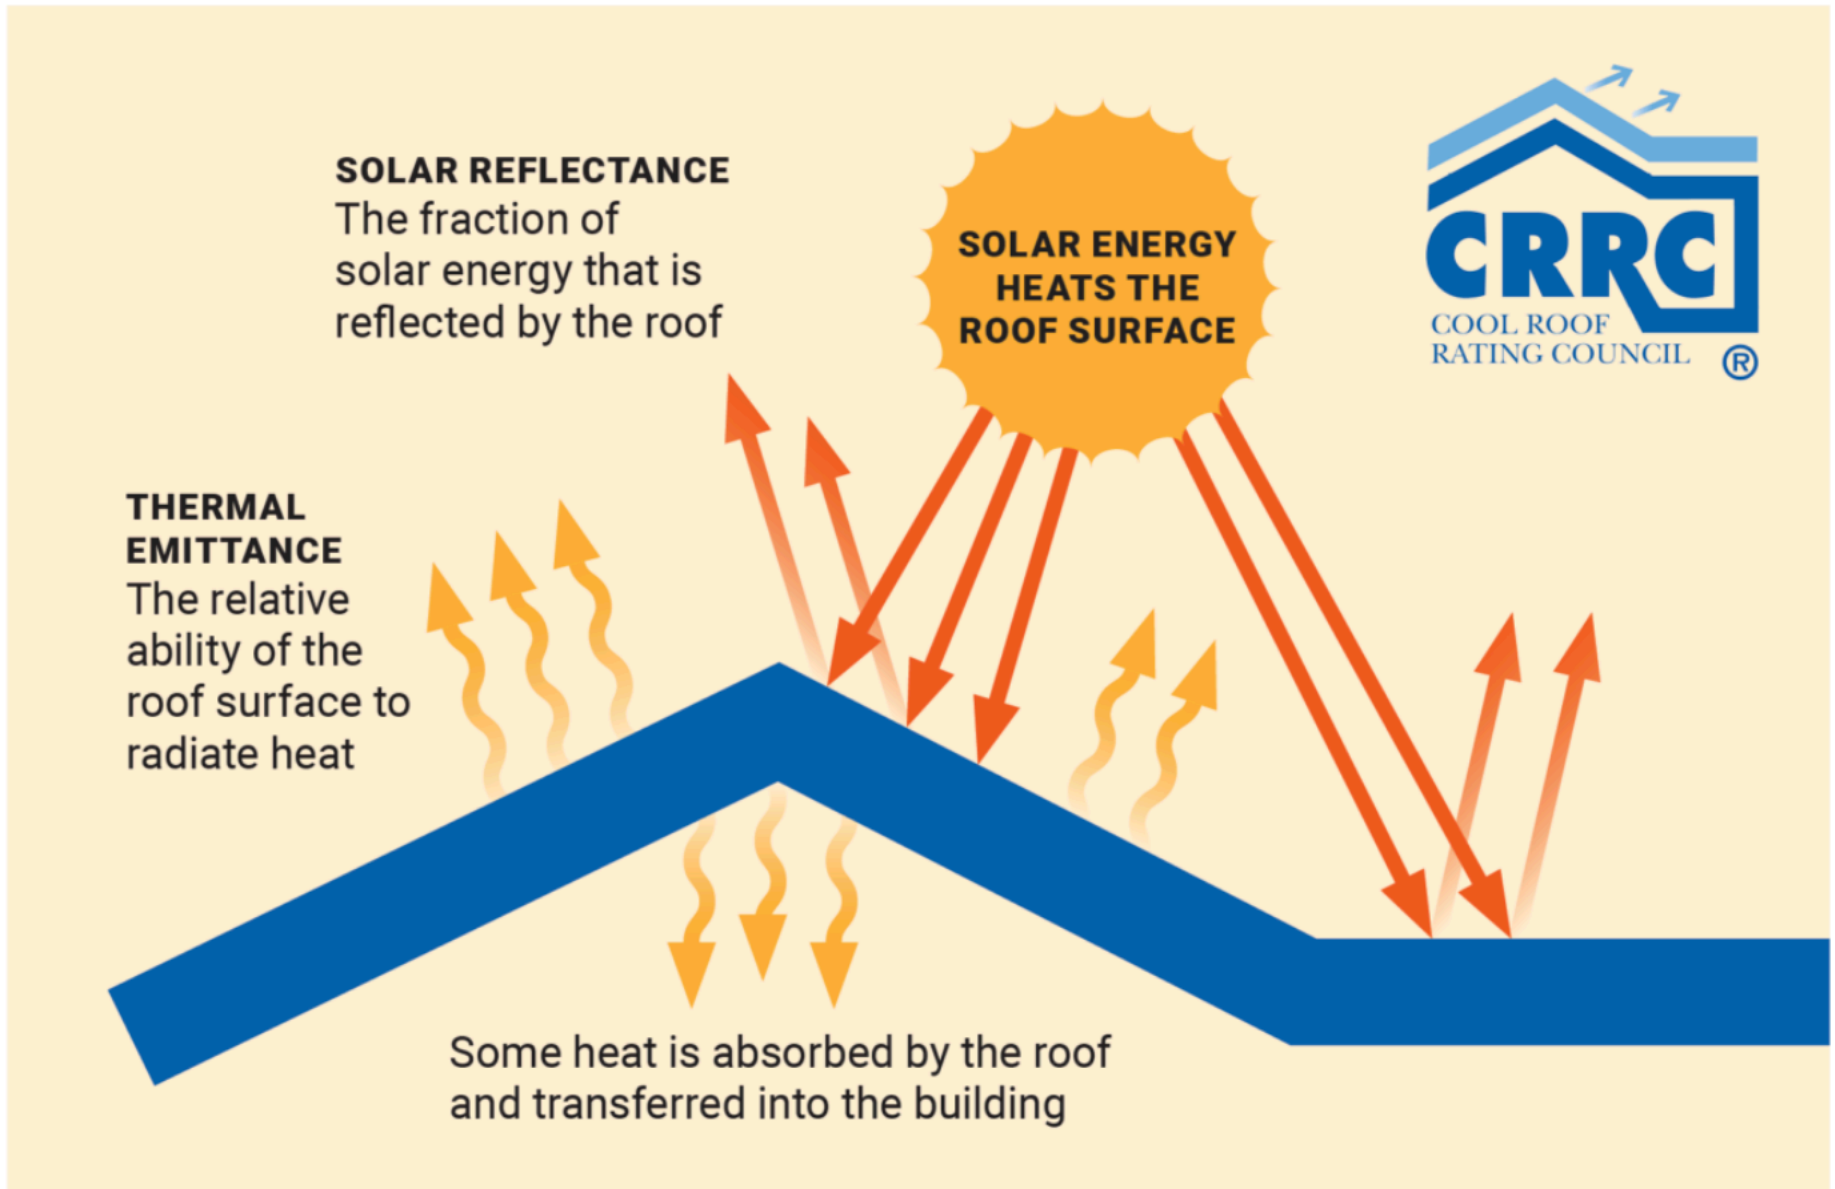 SOLAR REFLECTANCE
The fraction of
solar energy that is
reflected by the roof
SOLAR ENERGY
HEATS THE
ROOF SURFACE
CRRC
COOL ROOF
RATING COUNCIL
®
THERMAL
EMITTANCE
The relative
ability of the
roof surface to
radiate heat
Some heat is absorbed by the roof
and transferred into the building